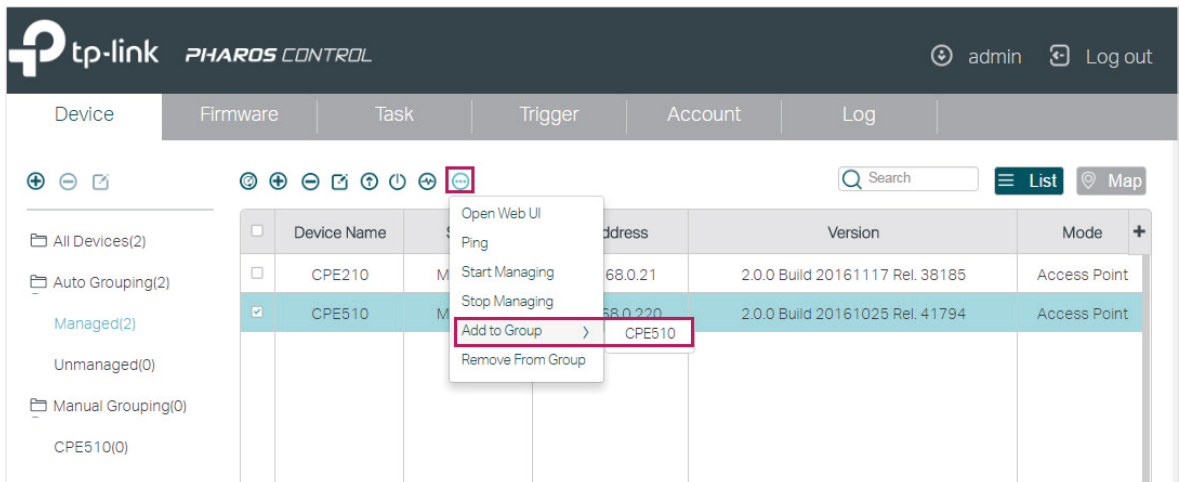 tp-link PHAROS CONTROL admin Log out
Device Firmware Task Trigger Account Log
Search List Map
All Devices(2)
Auto Grouping(2)
Managed(2)
Unmanaged(0)
Manual Grouping(0)
CPE510(0)
Device Name S ddress Version Mode +
CPE210 M 68.0.21 2.0.0 Build 20161117 Rel. 38185 Access Point
CPE510 M 68.0.220 2.0.0 Build 20161025 Rel. 41794 Access Point
Open Web UI
Ping
Start Managing
Stop Managing
Add to Group > CPE510
Remove From Group